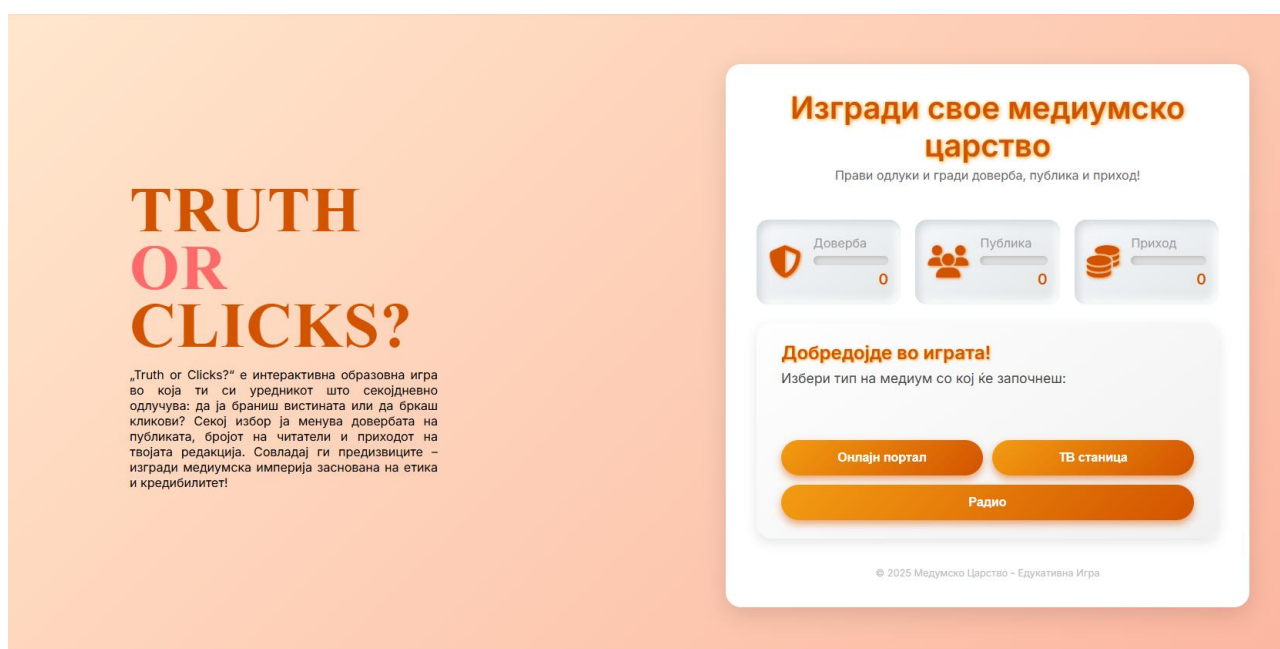 TRUTH
OR
CLICKS?
„Truth or Clicks?“ е интерактивна образовна игра
во која ти си уредникот што секојдневно
одлучува: да ја браниш вистината или да бркаш
кликови? Секој избор ја менува довербата на
публиката, бројот на читатели и приходот на
твојата редакција. Совладај ги предизвиците –
изгради медиумска империја заснована на етика
и кредибилитет!
Изгради свое медиумско
царство
Прави одлуки и гради доверба, публика и приход!
Доверба
0
Публика
0
Приход
0
Добредојде во играта!
Избери тип на медиум со кој ќе започнеш:
Онлајн портал
ТВ станица
Радио
© 2025 Медумско Царство - Едукативна Игра